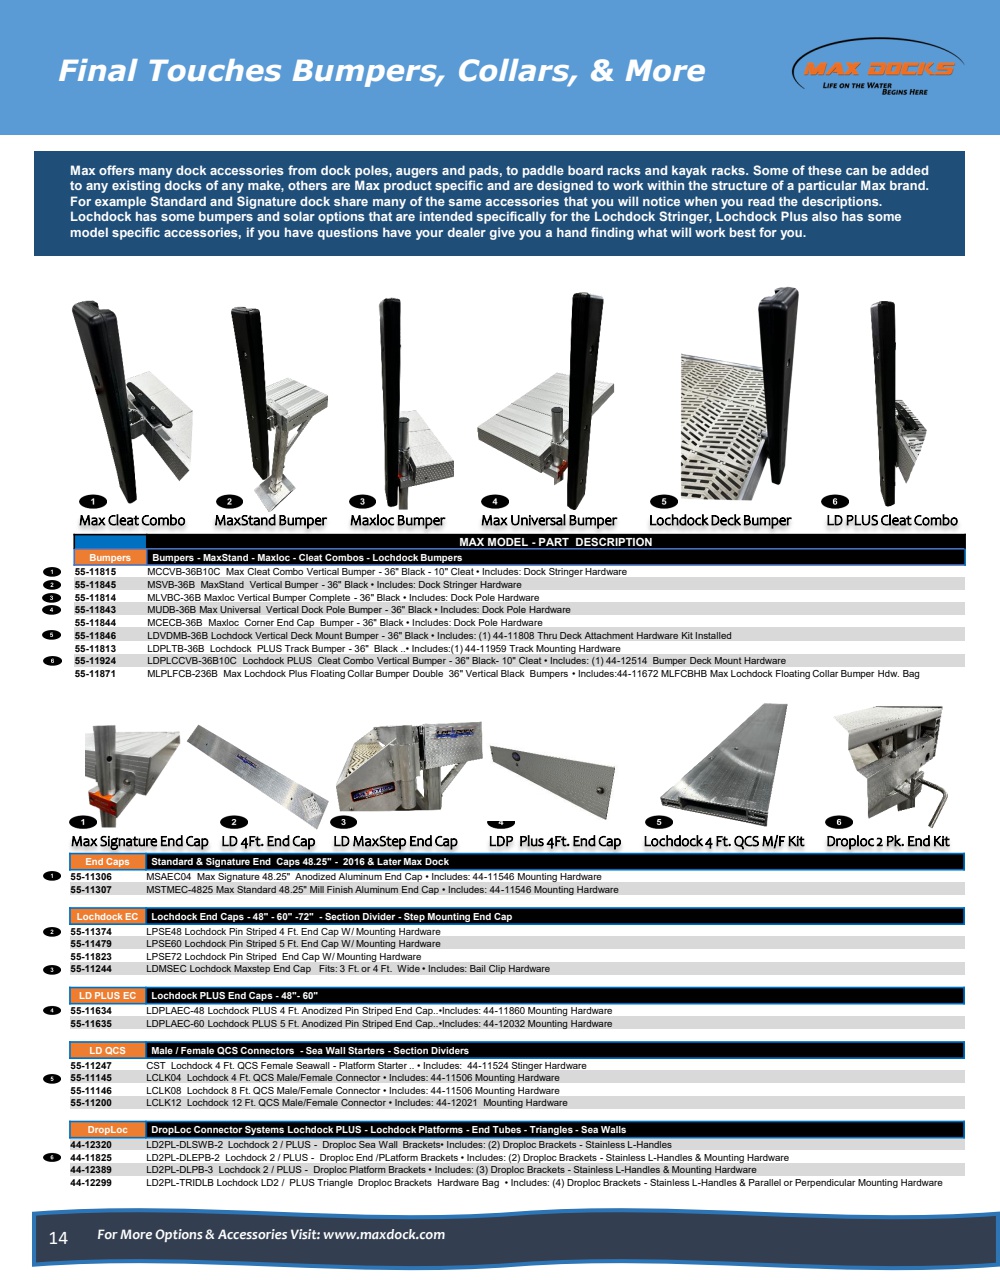 Final Touches Bumpers, Collars, & More
MAX DOCKS
LIFE ON THE WATER
BEGINS HERE
Max offers many dock accessories from dock poles, augers and pads, to paddle board racks and kayak racks. Some of these can be added
to any existing docks of any make, others are Max product specific and are designed to work within the structure of a particular Max brand.
For example Standard and Signature dock share many of the same accessories that you will notice when you read the descriptions.
Lochdock has some bumpers and solar options that are intended specifically for the Lochdock Stringer, Lochdock Plus also has some
model specific accessories, if you have questions have your dealer give you a hand finding what will work best for you.
1 2 3 4 5 6
Max Cleat Combo MaxStand Bumper Maxloc Bumper Max Universal Bumper Lochdock Deck Bumper LD PLUS Cleat Combo
MAX MODEL - PART DESCRIPTION
Bumpers Bumpers - MaxStand - Maxloc - Cleat Combos - Lochdock Bumpers
1 55-11815 MCCVB-36B10C Max Cleat Combo Vertical Bumper - 36" Black - 10" Cleat • Includes: Dock Stringer Hardware
2 55-11845 MSVB-36B MaxStand Vertical Bumper - 36" Black • Includes: Dock Stringer Hardware
3 55-11814 MLVBC-36B Maxloc Vertical Bumper Complete - 36" Black • Includes: Dock Pole Hardware
4 55-11843 MUDB-36B Max Universal Vertical Dock Pole Bumper - 36" Black • Includes: Dock Pole Hardware
55-11844 MCECB-36B Maxloc Corner End Cap Bumper - 36" Black • Includes: Dock Pole Hardware
5 55-11846 LDVDMB-36B Lochdock Vertical Deck Mount Bumper - 36" Black • Includes: (1) 44-11808 Thru Deck Attachment Hardware Kit Installed
55-11813 LDPLTB-36B Lochdock PLUS Track Bumper - 36" Black ..• Includes:(1) 44-11959 Track Mounting Hardware
6 55-11924 LDPLCCVB-36B10C Lochdock PLUS Cleat Combo Vertical Bumper - 36" Black- 10" Cleat • Includes: (1) 44-12514 Bumper Deck Mount Hardware
55-11871 MLPLFCB-236B Max Lochdock Plus Floating Collar Bumper Double 36" Vertical Black Bumpers • Includes:44-11672 MLFCBHB Max Lochdock Floating Collar Bumper Hdw. Bag
1 2 3 4 5 6
Max Signature End Cap LD 4Ft. End Cap LD MaxStep End Cap LDP Plus 4Ft. End Cap Lochdock 4 Ft. QCS M/F Kit Droploc 2 Pk. End Kit
End Caps Standard & Signature End Caps 48.25" - 2016 & Later Max Dock
1 55-11306 MSAEC04 Max Signature 48.25" Anodized Aluminum End Cap • Includes: 44-11546 Mounting Hardware
55-11307 MSTMEC-4825 Max Standard 48.25" Mill Finish Aluminum End Cap • Includes: 44-11546 Mounting Hardware
Lochdock EC Lochdock End Caps - 48" - 60" -72" - Section Divider - Step Mounting End Cap
2 55-11374 LPSE48 Lochdock Pin Striped 4 Ft. End Cap W/ Mounting Hardware
55-11479 LPSE60 Lochdock Pin Striped 5 Ft. End Cap W/ Mounting Hardware
55-11823 LPSE72 Lochdock Pin Striped End Cap W/ Mounting Hardware
3 55-11244 LDMSEC Lochdock Maxstep End Cap Fits: 3 Ft. or 4 Ft. Wide • Includes: Bail Clip Hardware
LD PLUS EC Lochdock PLUS End Caps - 48"- 60"
4 55-11634 LDPLAEC-48 Lochdock PLUS 4 Ft. Anodized Pin Striped End Cap..•Includes: 44-11860 Mounting Hardware
55-11635 LDPLAEC-60 Lochdock PLUS 5 Ft. Anodized Pin Striped End Cap..•Includes: 44-12032 Mounting Hardware
LD QCS Male / Female QCS Connectors - Sea Wall Starters - Section Dividers
55-11247 CST Lochdock 4 Ft. QCS Female Seawall - Platform Starter .. • Includes: 44-11524 Stinger Hardware
5 55-11145 LCLK04 Lochdock 4 Ft. QCS Male/Female Connector • Includes: 44-11506 Mounting Hardware
55-11146 LCLK08 Lochdock 8 Ft. QCS Male/Female Connector • Includes: 44-11506 Mounting Hardware
55-11200 LCLK12 Lochdock 12 Ft. QCS Male/Female Connector • Includes: 44-12021 Mounting Hardware
DropLoc DropLoc Connector Systems Lochdock PLUS - Lochdock Platforms - End Tubes - Triangles - Sea Walls
44-12320 LD2PL-DLSWB-2 Lochdock 2 / PLUS - Droploc Sea Wall Brackets• Includes: (2) Droploc Brackets - Stainless L-Handles
6 44-11825 LD2PL-DLEPB-2 Lochdock 2 / PLUS - Droploc End /PLatform Brackets • Includes: (2) Droploc Brackets - Stainless L-Handles & Mounting Hardware
44-12389 LD2PL-DLPB-3 Lochdock 2 / PLUS - Droploc Platform Brackets • Includes: (3) Droploc Brackets - Stainless L-Handles & Mounting Hardware
44-12299 LD2PL-TRIDLB Lochdock LD2 / PLUS Triangle Droploc Brackets Hardware Bag • Includes: (4) Droploc Brackets - Stainless L-Handles & Parallel or Perpendicular Mounting Hardware
14 For More Options & Accessories Visit: www.maxdock.com